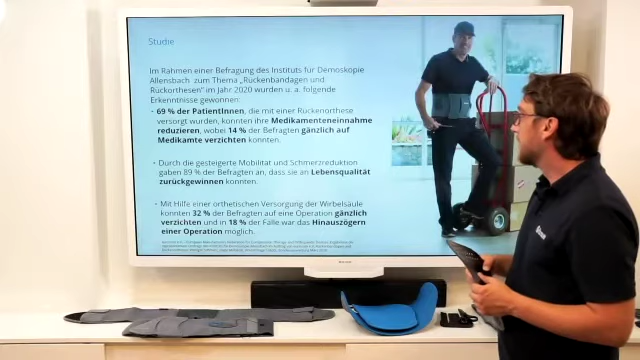 Studie
Im Rahmen einer Befragung des Instituts für Demoskopie
Allensbach zum Thema „Rückenbandagen und
Rückorthesen" im Jahr 2020 wurden u. a. folgende
Erkenntnisse gewonnen:
• 69 % der PatientInnen, die mit einer Rückenorthese
versorgt wurden, konnten ihre Medikamenteneinnahme
reduzieren, wobei 14 % der Befragten gänzlich auf
Medikamte verzichten konnten.
• Durch die gesteigerte Mobilität und Schmerzreduktion
gaben 89 % der Befragten an, dass sie an Lebensqualität
zurückgewinnen konnten.
• Mit Hilfe einer orthetischen Versorgung der Wirbelsäule
konnten 32 % der Befragten auf eine Operation gänzlich
verzichten und in 18 % der Fälle war das Hinauszögern
einer Operation möglich.